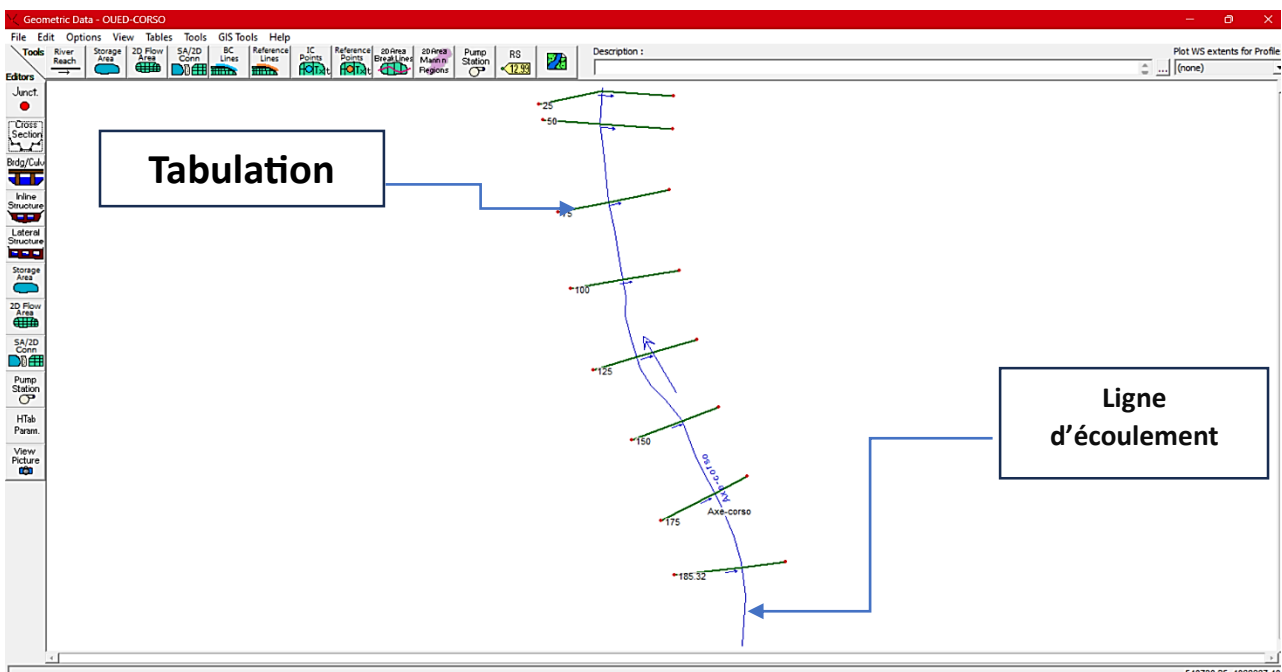 Geometric Data - OUED-CORSO
File Edit Options View Tables Tools GIS Tools Help
Tools
Editors
River
Reach
Storage
Area
2D Flow
Area
SA/2D
Conn
BC
Lines
Reference
Lines
IC
Points
Reference
Points
2D Area
BreakLines
2D Area
Mann n
Regions
Pump
Station
RS
Description :
Plot WS extents for Profile
(none)
Junct.
Cross
Section
Brdg/Culv
Inline
Structure
Lateral
Structure
Storage
Area
2D Flow
Area
SA/2D
Conn
Pump
Station
HTab
Param.
View
Picture
25
50
Tabulation
100
125
150
Axe-corso
175
Axe-corso
185.32
Ligne
d'écoulement